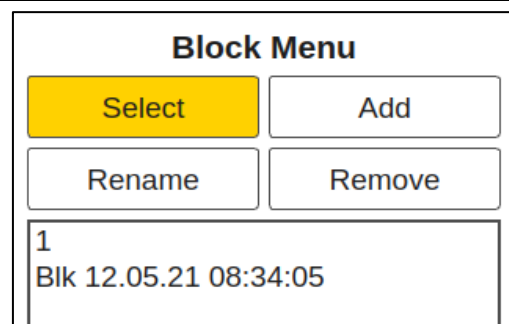 Block Menu
Select Add
Rename Remove
1
Blk 12.05.21 08:34:05